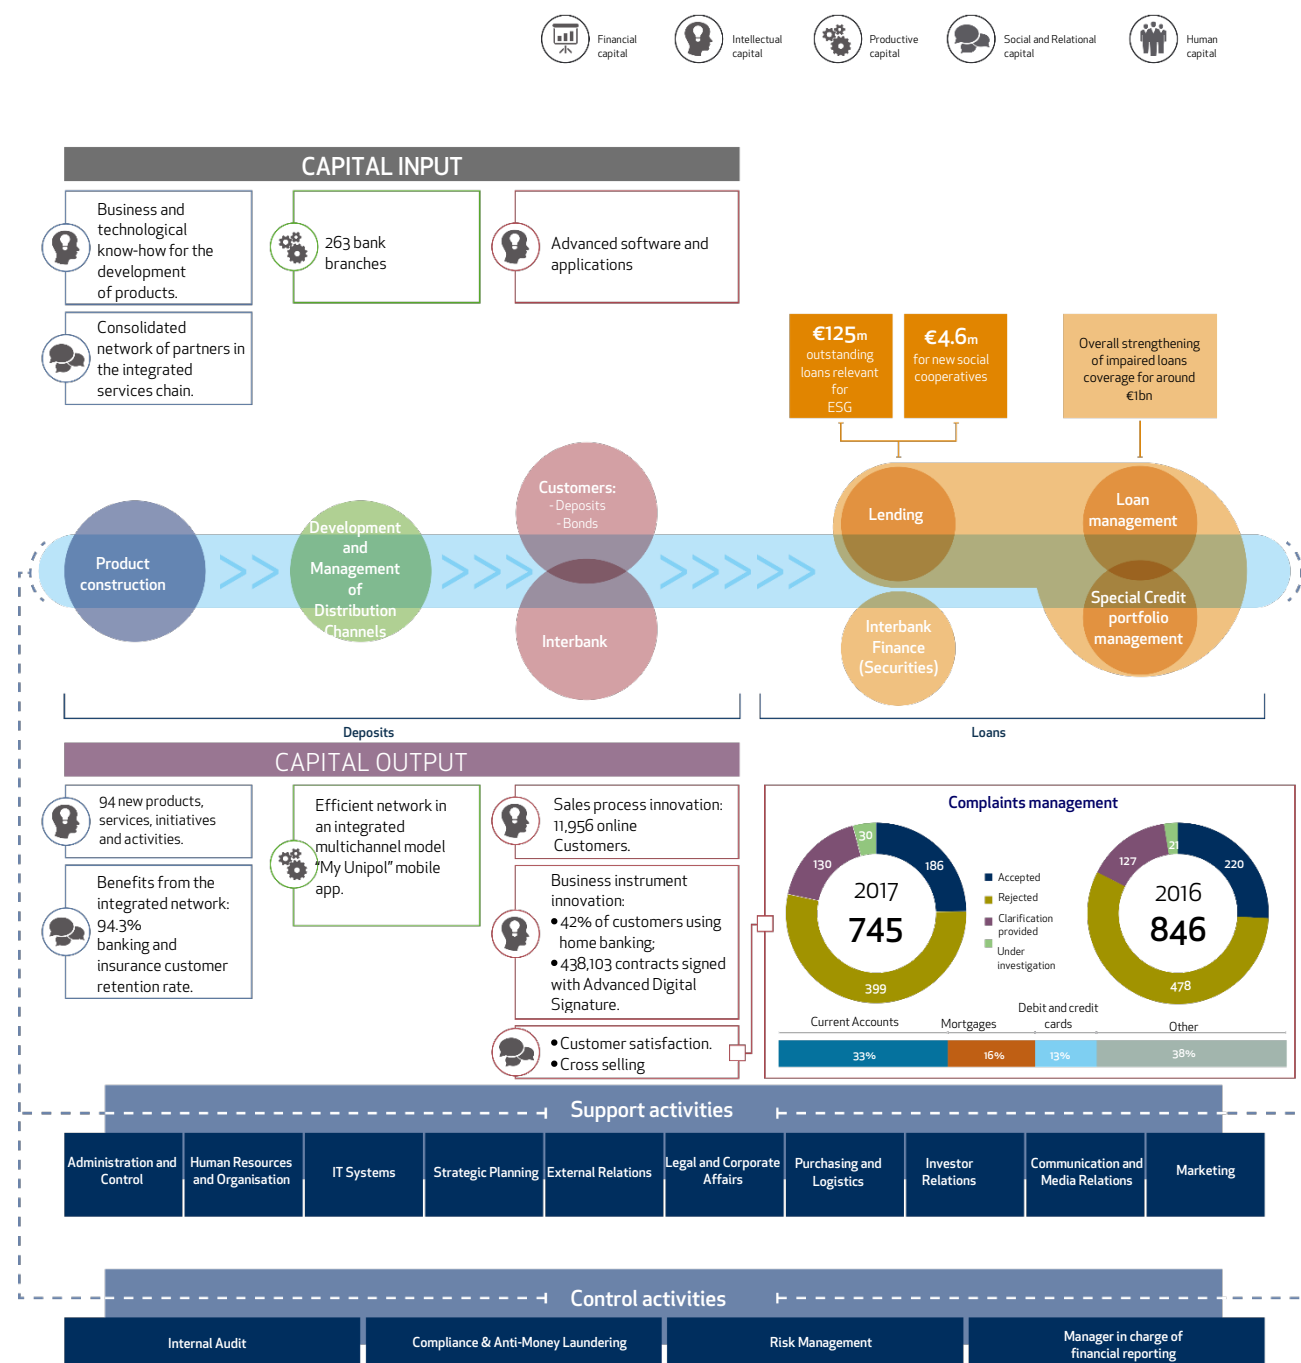 Financial
capital
Intellectual
capital
Productive
capital
Social and Relational
capital
Human
capital
CAPITAL INPUT
Business and
technological
know-how for the
development
of products.
263 bank
branches
Advanced software and
applications
Consolidated
network of partners in
the integrated
services chain.
€125m
outstanding
loans relevant
for
ESG
€4.6m
for new social
cooperatives
Overall strengthening
of impaired loans
coverage for around
€1bn
Product
construction
Development
and
Management
of
Distribution
Channels
Customers:
- Deposits
- Bonds
Interbank
Lending
Interbank
Finance
(Securities)
Loan
management
Special Credit
portfolio
management
Deposits
Loans
CAPITAL OUTPUT
94 new products,
services, initiatives
and activities.
Benefits from the
integrated network:
94.3%
banking and
insurance customer
retention rate.
Efficient network in
an integrated
multichannel model
“My Unipol” mobile
app.
Sales process innovation:
11,956 online
Customers.
Business instrument
innovation:
• 42% of customers using
home banking;
• 438,103 contracts signed
with Advanced Digital
Signature.
• Customer satisfaction.
• Cross selling
Complaints management
30
186
130
399
2017
745
Accepted
Rejected
Clarification
provided
Under
investigation
21
220
127
478
2016
846
Current Accounts
Mortgages
Debit and credit
cards
Other
33%
16%
13%
38%
Support activities
Administration and
Control
Human Resources
and Organisation
IT Systems
Strategic Planning
External Relations
Legal and Corporate
Affairs
Purchasing and
Logistics
Investor
Relations
Communication and
Media Relations
Marketing
Control activities
Internal Audit
Compliance & Anti-Money Laundering
Risk Management
Manager in charge of
financial reporting